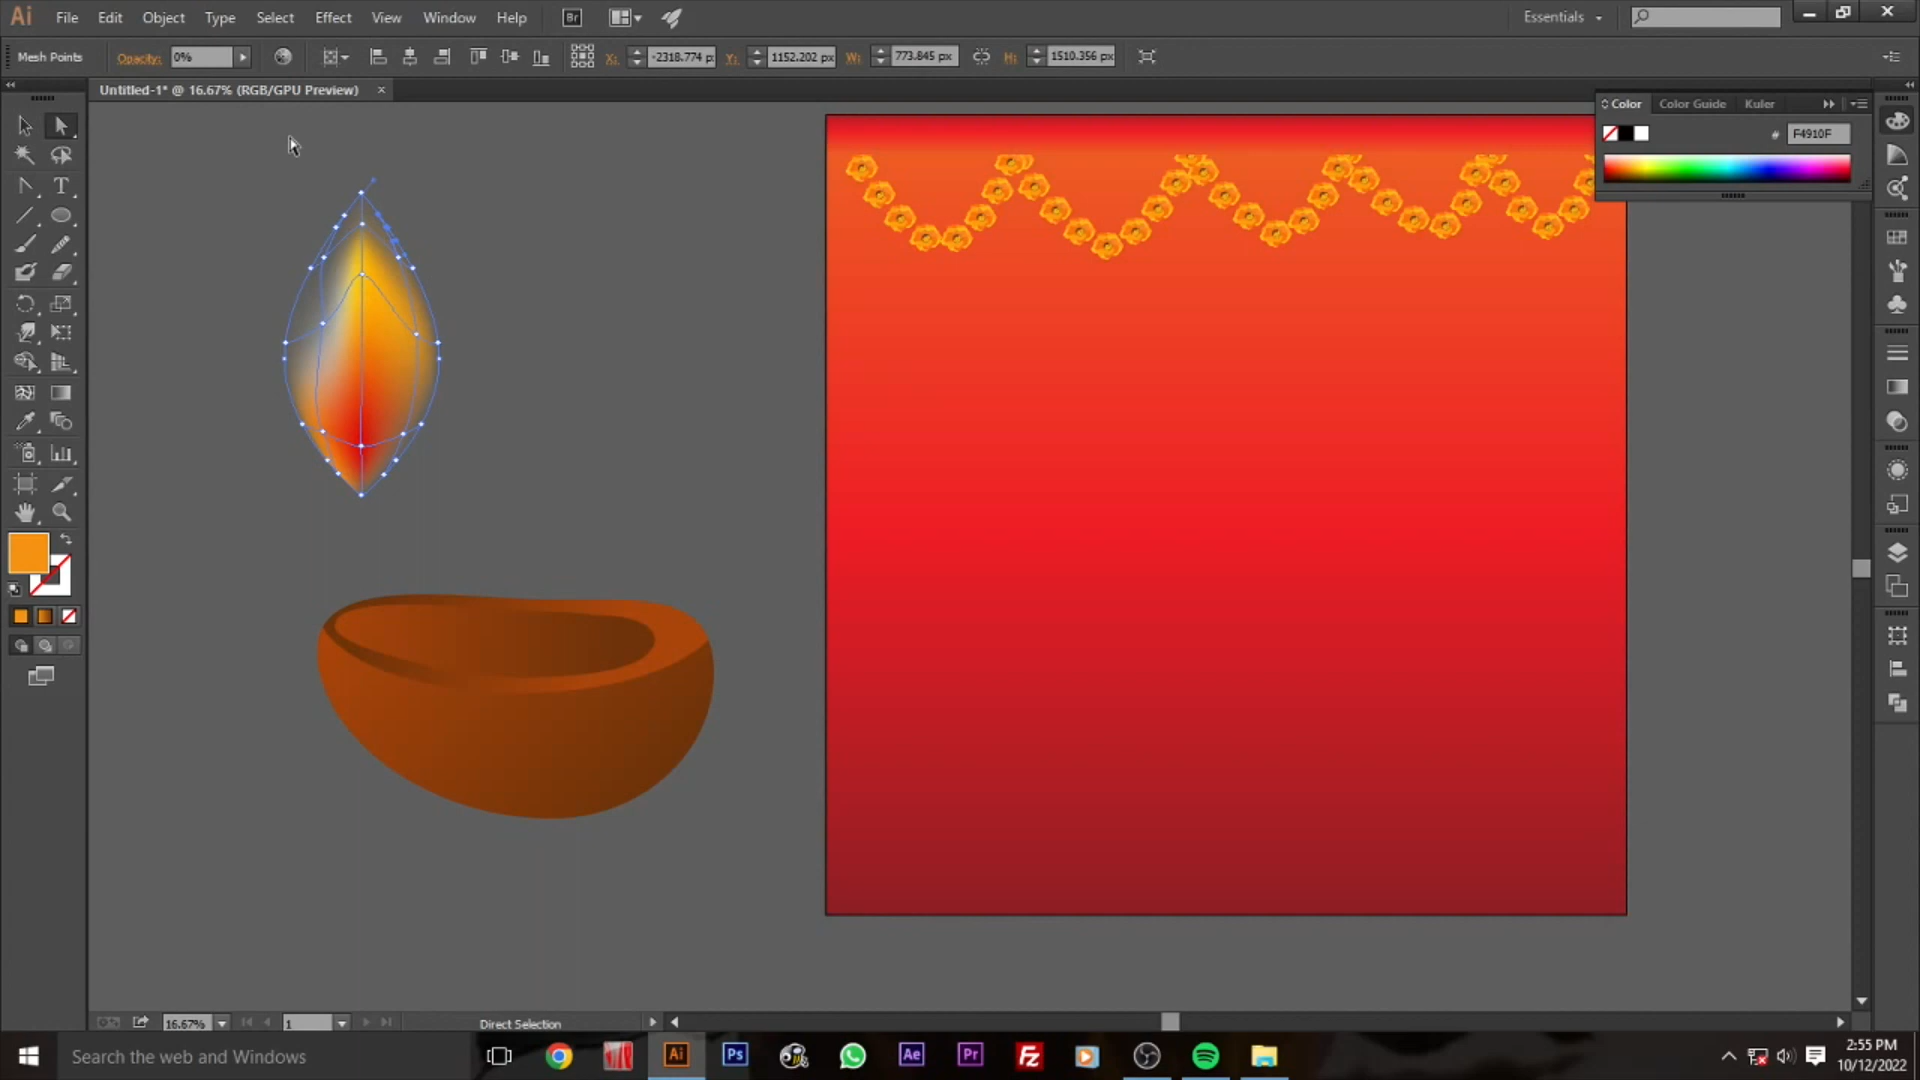 Ai File Edit Object Type Select Effect View Window Help Br Essentials
Mesh Points Opacity: 0% X: -2318.774 p Y: 1152.202 px W: 773.845 px H: 1510.356 px
Untitled-1* @ 16.67% (RGB/GPU Preview) ×
Color Color Guide Kuler
# F4910F
T
16.67% 1 Direct Selection
Search the web and Windows Ai Ps Ae Pr Fz
2:55 PM
10/12/2022